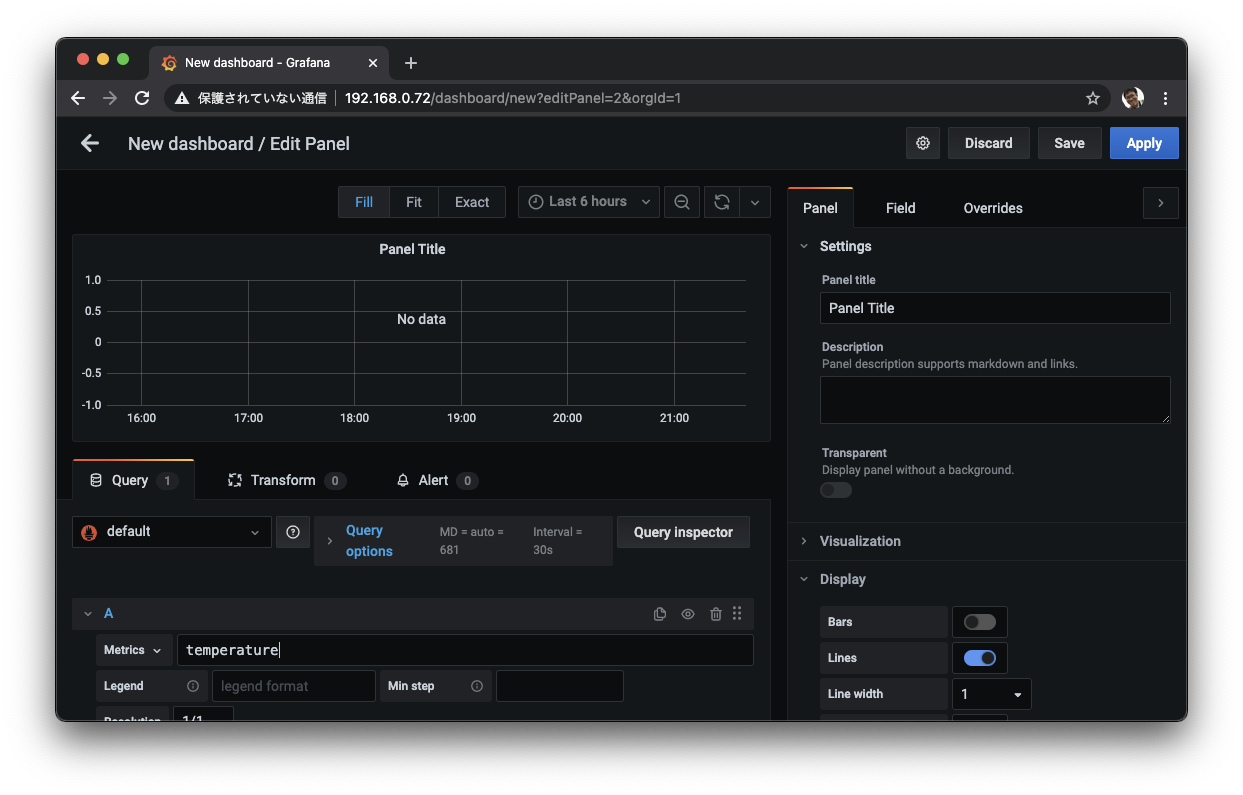 New dashboard - Grafana
保護されていない通信 192.168.0.72/dashboard/new?editPanel=2&orgId=1
New dashboard / Edit Panel
Discard
Save
Apply
Fill
Fit
Exact
Last 6 hours
Panel Title
1.0
0.5
0
-0.5
-1.0
No data
16:00 17:00 18:00 19:00 20:00 21:00
Query 1
Transform 0
Alert 0
default
Query
options
MD = auto =
681
Interval =
30s
Query inspector
A
Metrics
temperature
Legend
legend format
Min step
Resolution
1/1
Panel
Field
Overrides
Settings
Panel title
Panel Title
Description
Panel description supports markdown and links.
Transparent
Display panel without a background.
Visualization
Display
Bars
Lines
Line width
1